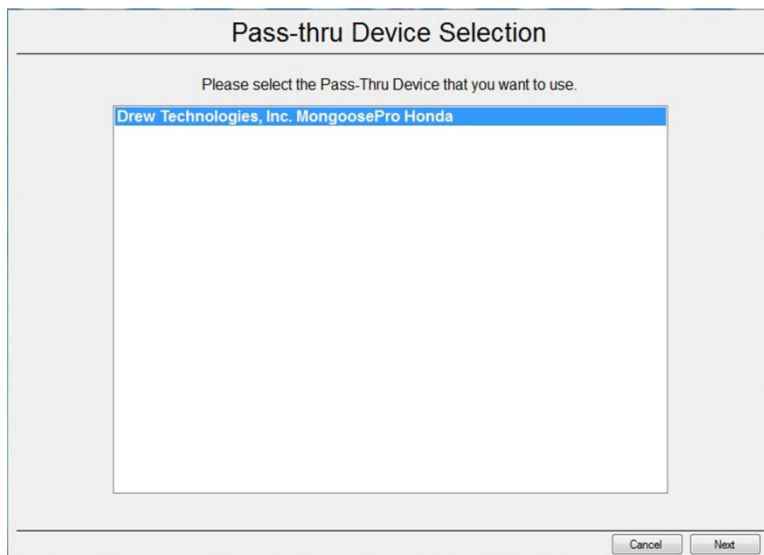 Pass-thru Device Selection
Please select the Pass-Thru Device that you want to use.
Drew Technologies, Inc. MongoosePro Honda
Cancel Next